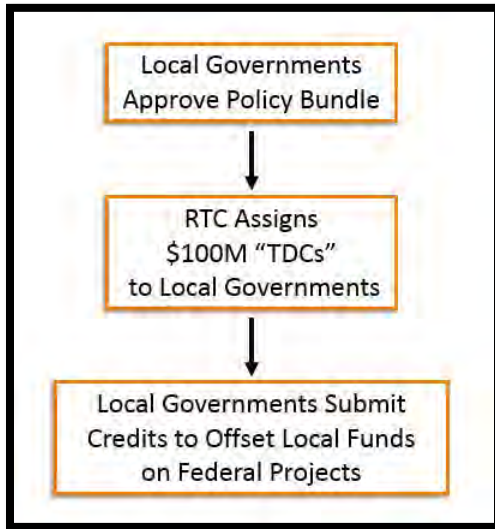 Local Governments
Approve Policy Bundle
RTC Assigns
$100M “TDCs”
to Local Governments
Local Governments Submit
Credits to Offset Local Funds
on Federal Projects